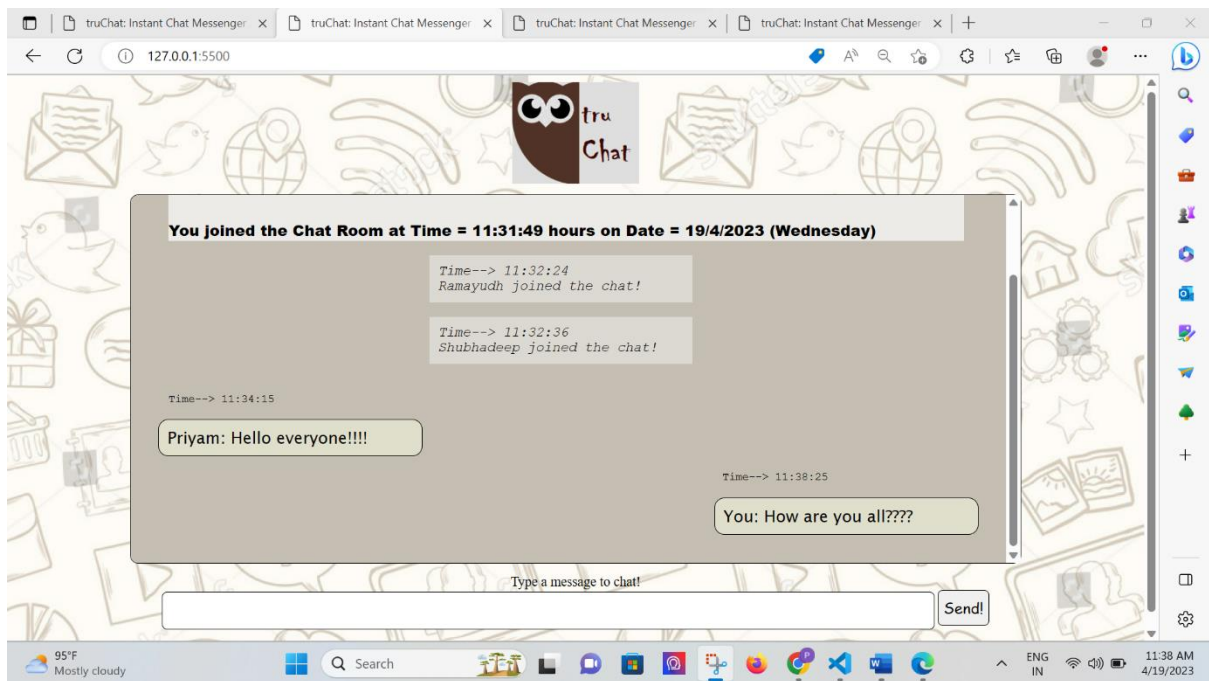 truChat: Instant Chat Messenger
truChat: Instant Chat Messenger
truChat: Instant Chat Messenger
truChat: Instant Chat Messenger
127.0.0.1:5500
tru
Chat
You joined the Chat Room at Time = 11:31:49 hours on Date = 19/4/2023 (Wednesday)
Time--> 11:32:24
Ramayudh joined the chat!
Time--> 11:32:36
Shubhadeep joined the chat!
Time--> 11:34:15
Priyam: Hello everyone!!!!
Time--> 11:38:25
You: How are you all????
Type a message to chat!
Send!
95°F
Mostly cloudy
Search
ENG
IN
11:38 AM
4/19/2023